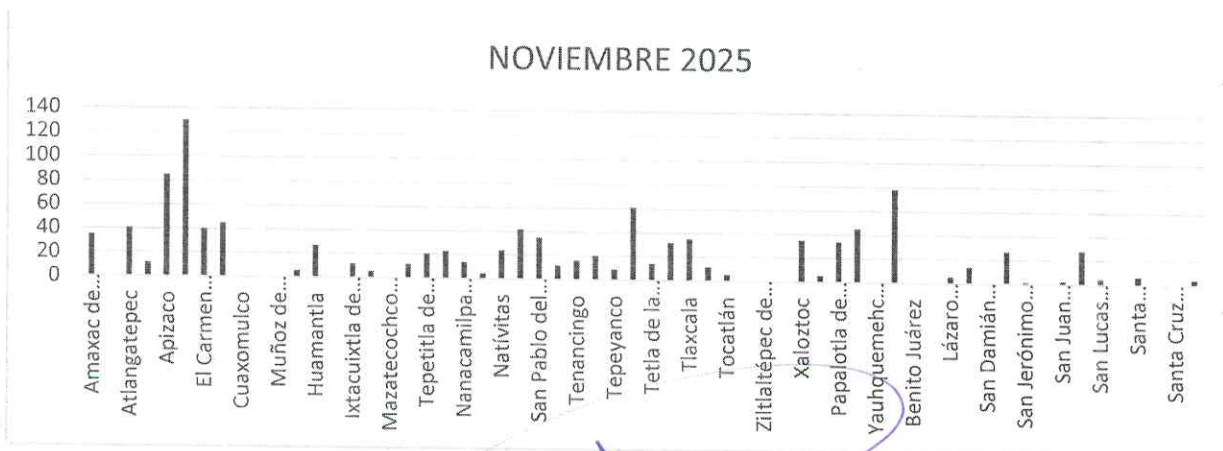 NOVIEMBRE 2025
140
120
100
80
60
40
20
0
Amaxac de...
Atlangatepec
Apizaco
El Carmen...
Cuaxomulco
Muñoz de...
Huamantla
Ixtacuixtla de...
Mazatecochco...
Tepetitla de...
Nanacamilpa...
Natívitas
San Pablo del...
Tenancingo
Tepeyanco
Tetla de la...
Tlaxcala
Tocatlán
Ziltlaltépec de...
Xaloztoc
Papalotla de...
Yauhquemehc...
Benito Juárez
Lázaro...
San Damián...
San Jerónimo...
San Juan...
San Lucas...
Santa...
Santa Cruz...